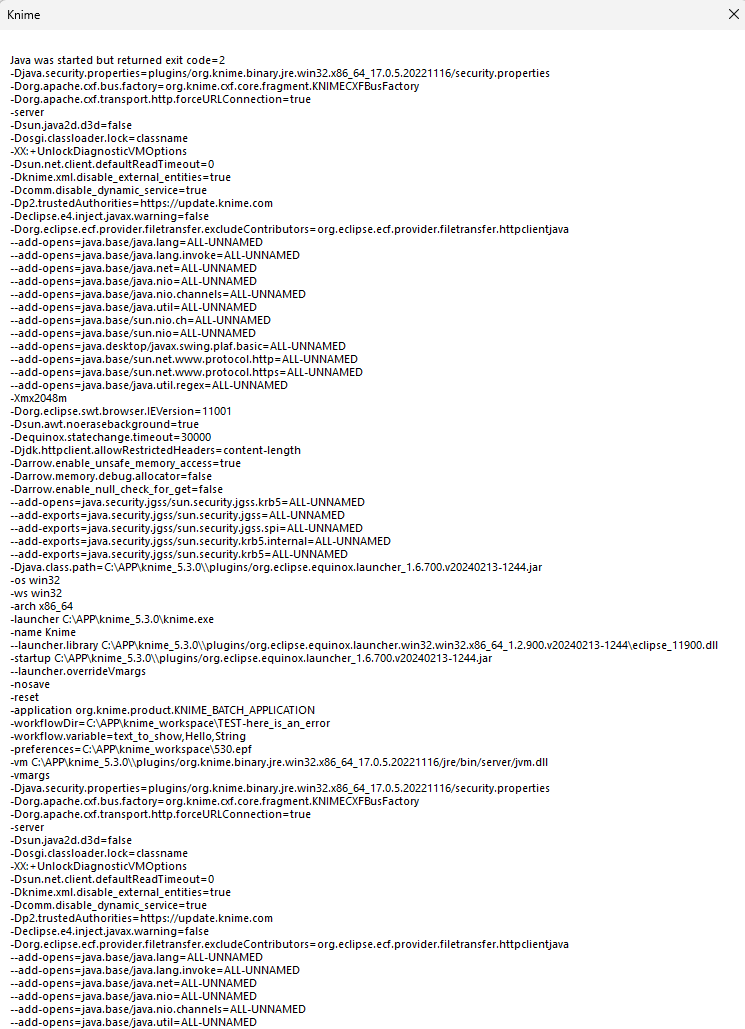 Knime
Java was started but returned exit code=2
-Djava.security.properties=plugins/org.knime.binary.jre.win32.x86_64_17.0.5.20221116/security.properties
-Dorg.apache.cxf.bus.factory=org.knime.cxf.core.fragment.KNIMECXFBusFactory
-Dorg.apache.cxf.transport.http.forceURLConnection=true
-server
-Dsun.java2d.d3d=false
-Dosgi.classloader.lock=classname
-XX:+UnlockDiagnosticVMOptions
-Dsun.net.client.defaultReadTimeout=0
-Dknime.xml.disable_external_entities=true
-Dcomm.disable_dynamic_service=true
-Dp2.trustedAuthorities=https://update.knime.com
-Declipse.e4.inject.javax.warning=false
-Dorg.eclipse.ecf.provider.filetransfer.excludeContributors=org.eclipse.ecf.provider.filetransfer.httpclientjava
--add-opens=java.base/java.lang=ALL-UNNAMED
--add-opens=java.base/java.lang.invoke=ALL-UNNAMED
--add-opens=java.base/java.net=ALL-UNNAMED
--add-opens=java.base/java.nio=ALL-UNNAMED
--add-opens=java.base/java.nio.channels=ALL-UNNAMED
--add-opens=java.base/java.util=ALL-UNNAMED
--add-opens=java.base/sun.nio.ch=ALL-UNNAMED
--add-opens=java.base/sun.nio=ALL-UNNAMED
--add-opens=java.desktop/javax.swing.plaf.basic=ALL-UNNAMED
--add-opens=java.base/sun.net.www.protocol.http=ALL-UNNAMED
--add-opens=java.base/sun.net.www.protocol.https=ALL-UNNAMED
--add-opens=java.base/java.util.regex=ALL-UNNAMED
-Xmx2048m
-Dorg.eclipse.swt.browser.IEVersion=11001
-Dsun.awt.noerasebackground=true
-Dequinox.statechange.timeout=30000
-Djdk.httpclient.allowRestrictedHeaders=content-length
-Darrow.enable_unsafe_memory_access=true
-Darrow.memory.debug.allocator=false
-Darrow.enable_null_check_for_get=false
--add-opens=java.security.jgss/sun.security.jgss.krb5=ALL-UNNAMED
--add-exports=java.security.jgss/sun.security.jgss=ALL-UNNAMED
--add-exports=java.security.jgss/sun.security.jgss.spi=ALL-UNNAMED
--add-exports=java.security.jgss/sun.security.krb5.internal=ALL-UNNAMED
--add-exports=java.security.jgss/sun.security.krb5=ALL-UNNAMED
-Djava.class.path=C:\APP\knime_5.3.0\\plugins/org.eclipse.equinox.launcher_1.6.700.v20240213-1244.jar
-os win32
-ws win32
-arch x86_64
-launcher C:\APP\knime_5.3.0\knime.exe
-name Knime
--launcher.library C:\APP\knime_5.3.0\\plugins/org.eclipse.equinox.launcher.win32.win32.x86_64_1.2.900.v20240213-1244\eclipse_11900.dll
-startup C:\APP\knime_5.3.0\\plugins/org.eclipse.equinox.launcher_1.6.700.v20240213-1244.jar
--launcher.overrideVmargs
-nosave
-reset
-application org.knime.product.KNIME_BATCH_APPLICATION
-workflowDir=C:\APP\knime_workspace\TEST-here_is_an_error
-workflow.variable=text_to_show,Hello,String
-preferences=C:\APP\knime_workspace\530.epf
-vm C:\APP\knime_5.3.0\\plugins/org.knime.binary.jre.win32.x86_64_17.0.5.20221116/jre/bin/server/jvm.dll
-vmargs
-Djava.security.properties=plugins/org.knime.binary.jre.win32.x86_64_17.0.5.20221116/security.properties
-Dorg.apache.cxf.bus.factory=org.knime.cxf.core.fragment.KNIMECXFBusFactory
-Dorg.apache.cxf.transport.http.forceURLConnection=true
-server
-Dsun.java2d.d3d=false
-Dosgi.classloader.lock=classname
-XX:+UnlockDiagnosticVMOptions
-Dsun.net.client.defaultReadTimeout=0
-Dknime.xml.disable_external_entities=true
-Dcomm.disable_dynamic_service=true
-Dp2.trustedAuthorities=https://update.knime.com
-Declipse.e4.inject.javax.warning=false
-Dorg.eclipse.ecf.provider.filetransfer.excludeContributors=org.eclipse.ecf.provider.filetransfer.httpclientjava
--add-opens=java.base/java.lang=ALL-UNNAMED
--add-opens=java.base/java.lang.invoke=ALL-UNNAMED
--add-opens=java.base/java.net=ALL-UNNAMED
--add-opens=java.base/java.nio=ALL-UNNAMED
--add-opens=java.base/java.nio.channels=ALL-UNNAMED
--add-opens=java.base/java.util=ALL-UNNAMED